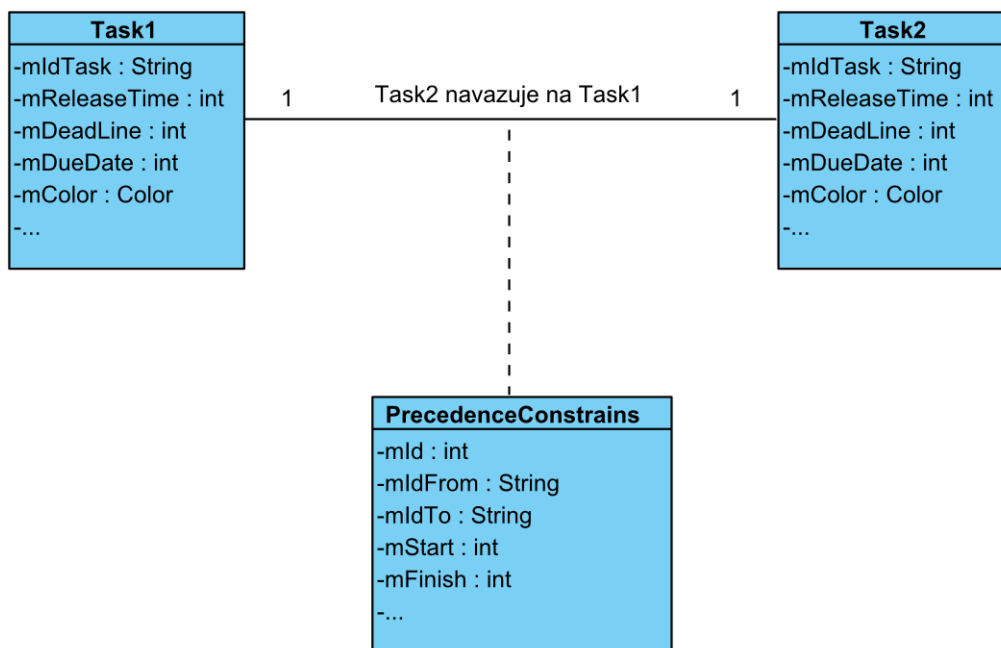 Task1
-mIdTask : String
-mReleaseTime : int
-mDeadLine : int
-mDueDate : int
-mColor : Color
-...
1
Task2 navazuje na Task1
1
Task2
-mIdTask : String
-mReleaseTime : int
-mDeadLine : int
-mDueDate : int
-mColor : Color
-...
PrecedenceConstrains
-mId : int
-mIdFrom : String
-mIdTo : String
-mStart : int
-mFinish : int
-...